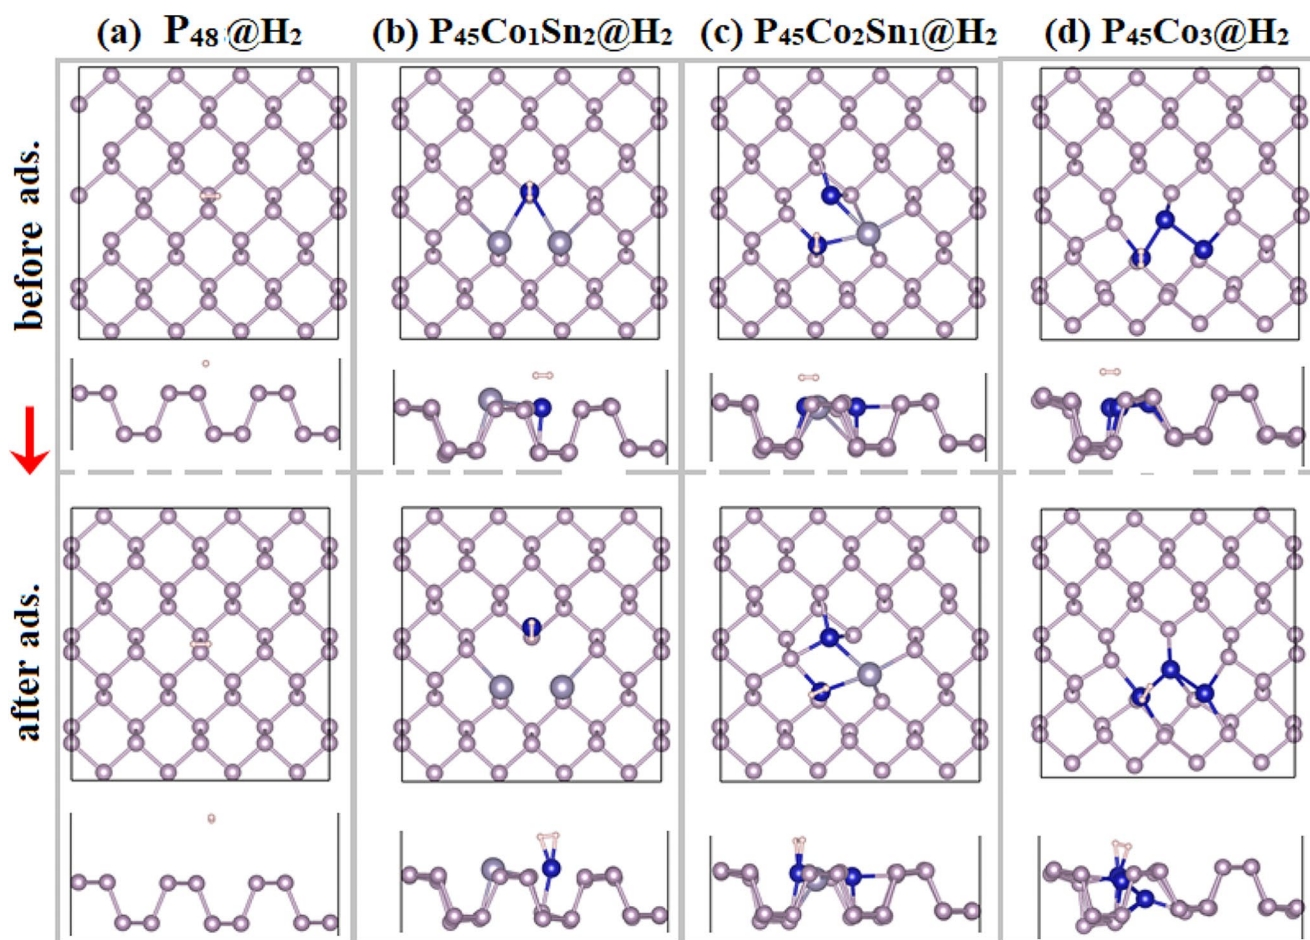 (a) P₄₈@H₂
(b) P₄₅Co₁Sn₂@H₂
(c) P₄₅Co₂Sn₁@H₂
(d) P₄₅Co₃@H₂
before ads.
after ads.